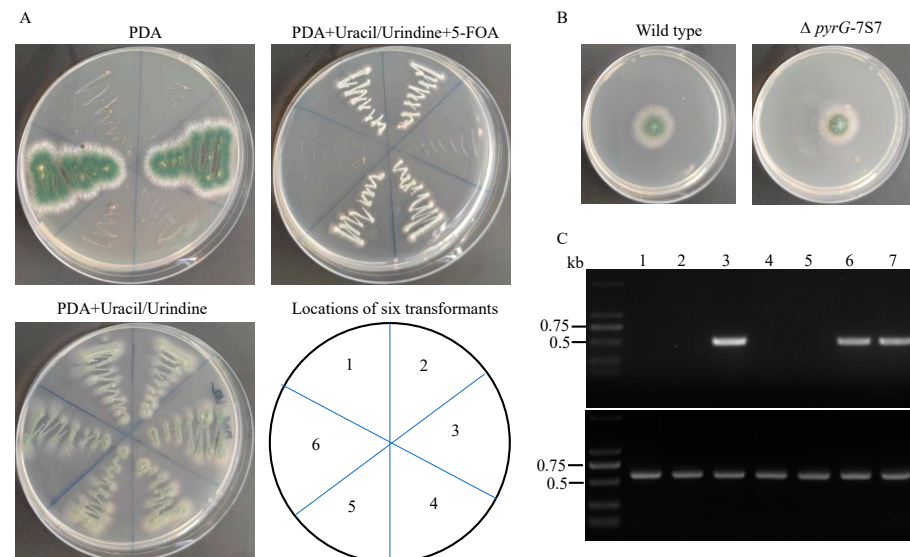 A
PDA
PDA+Uracil/Urindine+5-FOA
PDA+Uracil/Urindine
Locations of six transformants
1
2
3
4
5
6
B
Wild type
Δ pyrG-7S7
C
kb
1 2 3 4 5 6 7
0.75
0.5
0.75
0.5